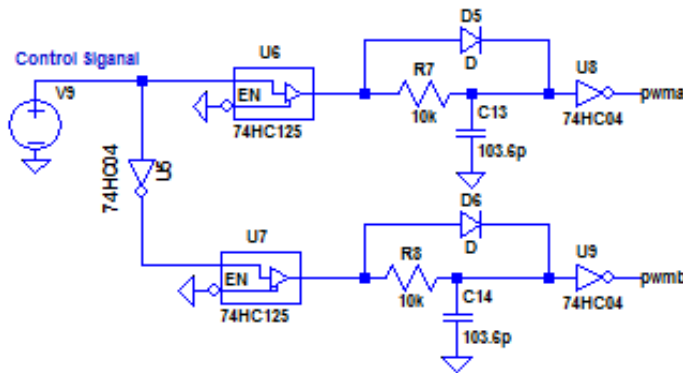 D5
U6
D
U8
Control Siganal
R7
V9
EN
C13
pwma
10k
74HC125
74HC04
103.6p
74HC04
U5
D6
U7
D
U9
R8
EN
C14
pwmb
10k
74HC125
74HC04
103.6p